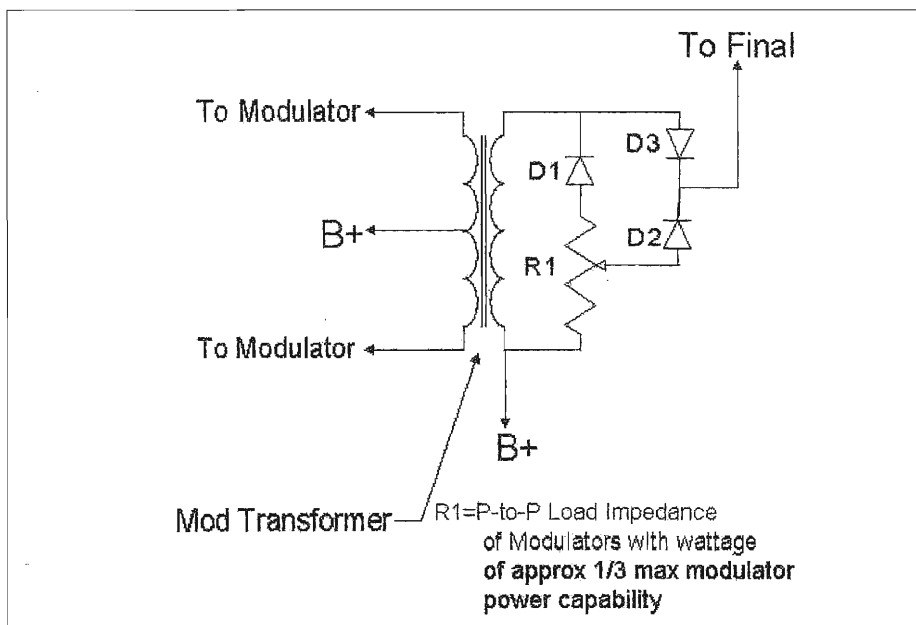 To Final
To Modulator
D3
D1
B+
D2
R1
To Modulator
B+
Mod Transformer
R1=P-to-P Load Impedance
of Modulators with wattage
of approx 1/3 max modulator
power capability